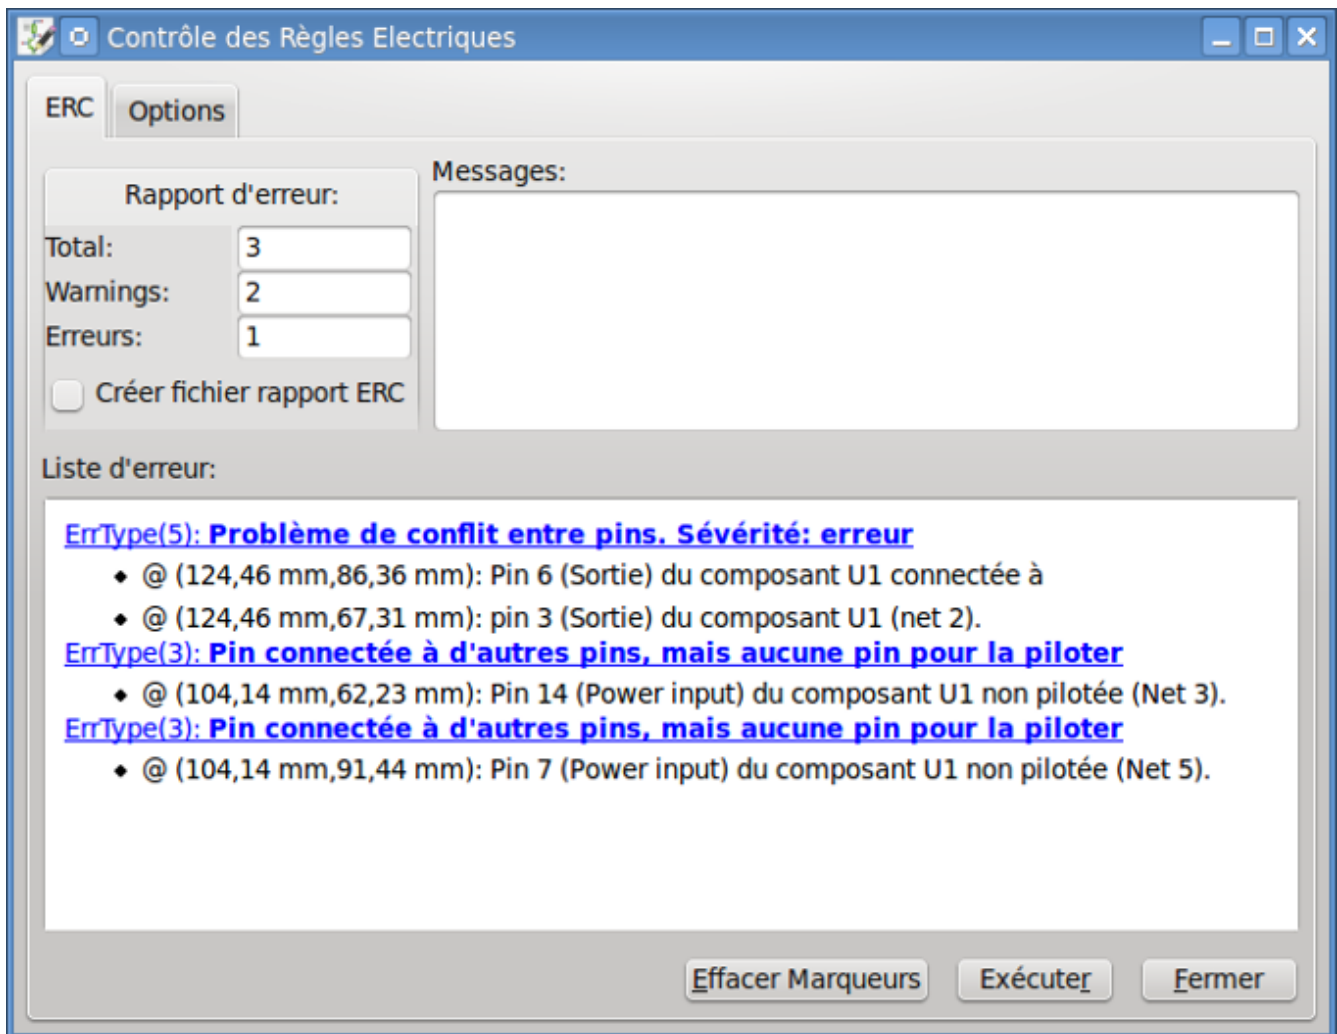 Contrôle des Règles Electriques
ERC
Options
Rapport d'erreur:
Total:
3
Warnings:
2
Erreurs:
1
Créer fichier rapport ERC
Messages:
Liste d'erreur:
ErrType(5): Problème de conflit entre pins. Sévérité: erreur
@ (124,46 mm,86,36 mm): Pin 6 (Sortie) du composant U1 connectée à
@ (124,46 mm,67,31 mm): pin 3 (Sortie) du composant U1 (net 2).
ErrType(3): Pin connectée à d'autres pins, mais aucune pin pour la piloter
@ (104,14 mm,62,23 mm): Pin 14 (Power input) du composant U1 non pilotée (Net 3).
ErrType(3): Pin connectée à d'autres pins, mais aucune pin pour la piloter
@ (104,14 mm,91,44 mm): Pin 7 (Power input) du composant U1 non pilotée (Net 5).
Effacer Marqueurs
Exécuter
Fermer